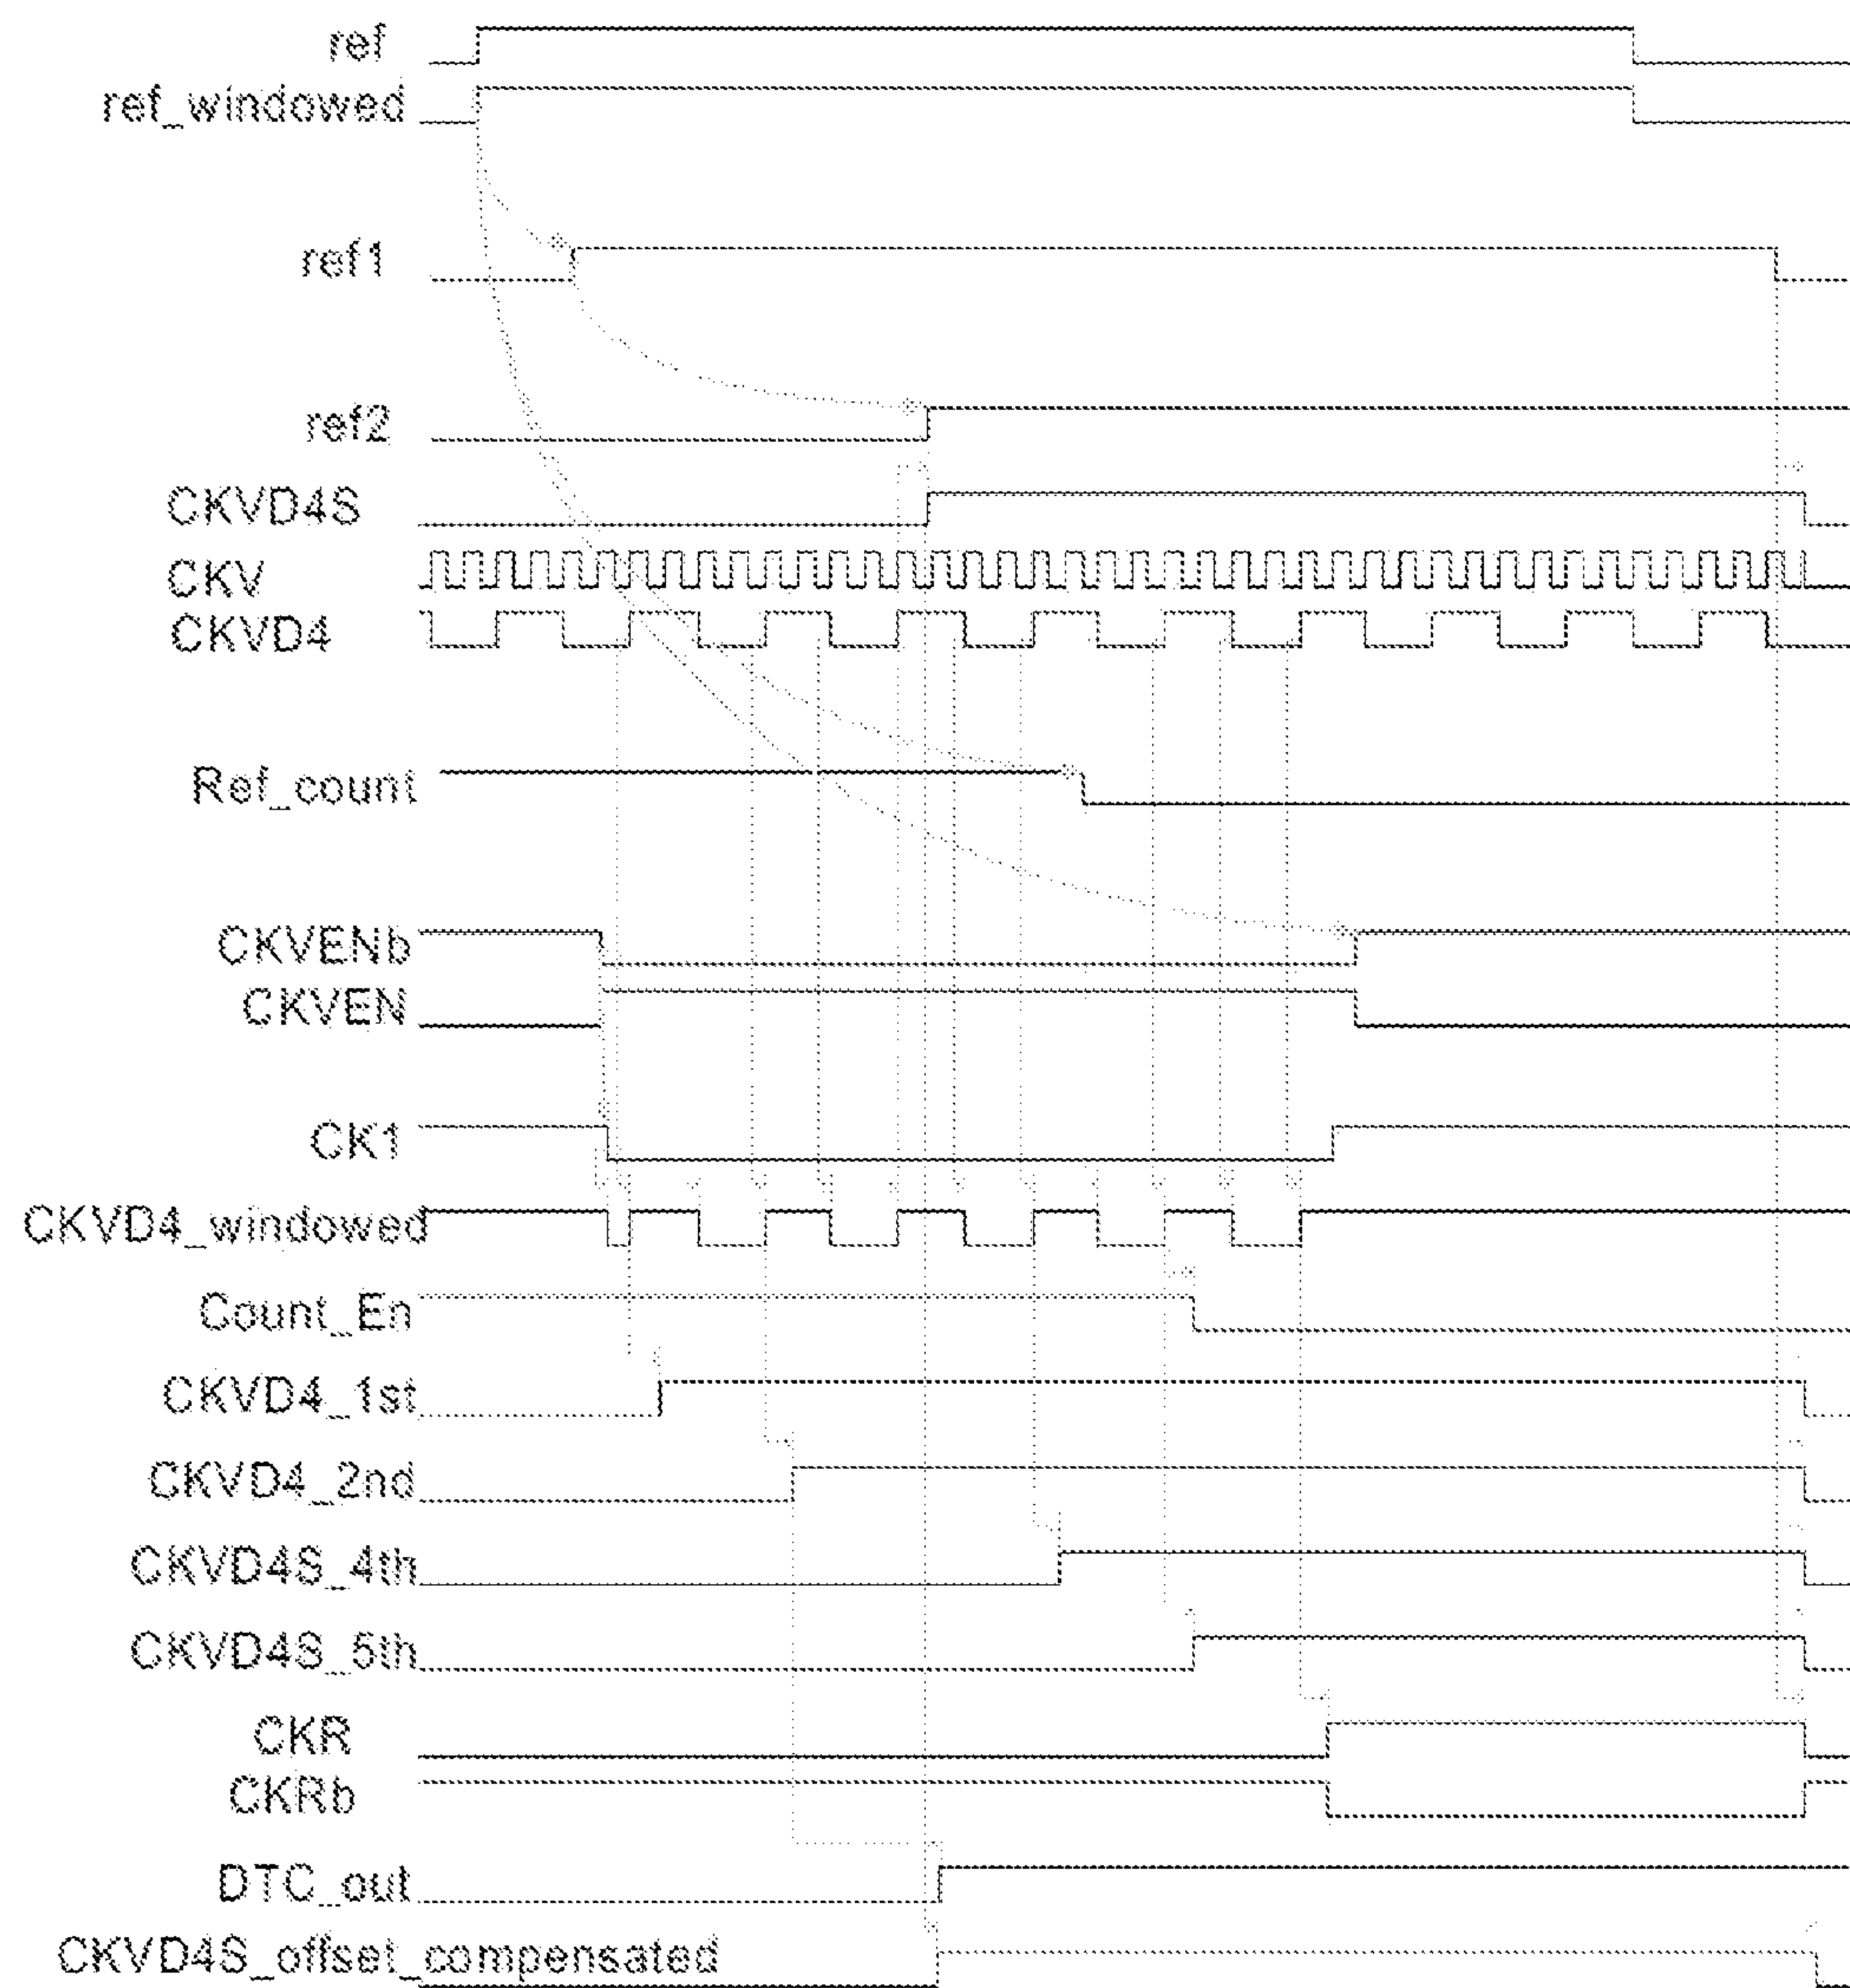 ref
ref_windowed
ref1
ref2
CKVD4S
CKV
CKVD4
Ref_count
CKVENb
CKVEN
CK1
CKVD4_windowed
Count_En
CKVD4_1st
CKVD4_2nd
CKVD4S_4th
CKVD4S_5th
CKR
CKRb
DTC_out
CKVD4S_offset_compensated